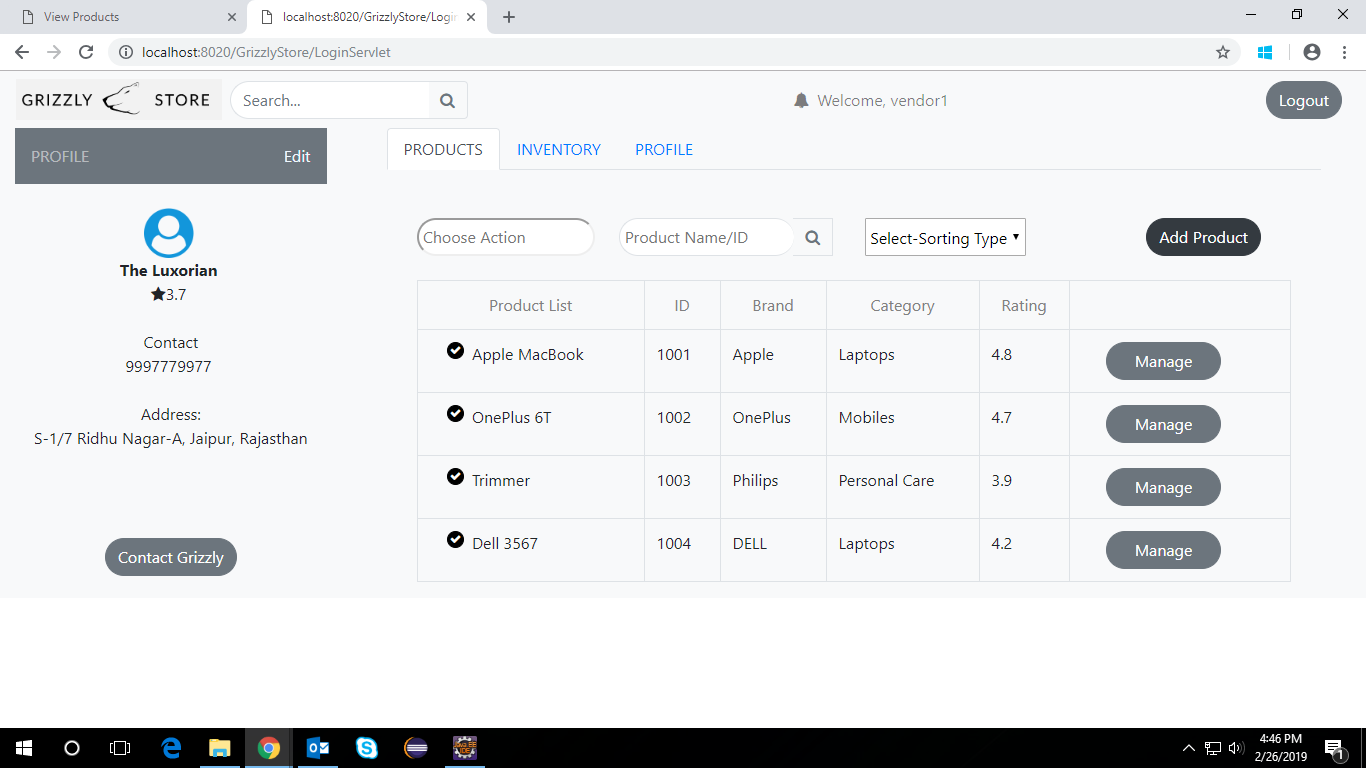 View Products
localhost:8020/GrizzlyStore/Login
localhost:8020/GrizzlyStore/LoginServlet
GRIZZLY STORE
Search...
Welcome, vendor1
Logout
PROFILE Edit
PRODUCTS INVENTORY PROFILE
The Luxorian
3.7
Contact
9997779977
Address:
S-1/7 Ridhu Nagar-A, Jaipur, Rajasthan
Contact Grizzly
Choose Action Product Name/ID Select-Sorting Type Add Product
Product List ID Brand Category Rating
Apple MacBook 1001 Apple Laptops 4.8 Manage
OnePlus 6T 1002 OnePlus Mobiles 4.7 Manage
Trimmer 1003 Philips Personal Care 3.9 Manage
Dell 3567 1004 DELL Laptops 4.2 Manage
4:46 PM
2/26/2019
1